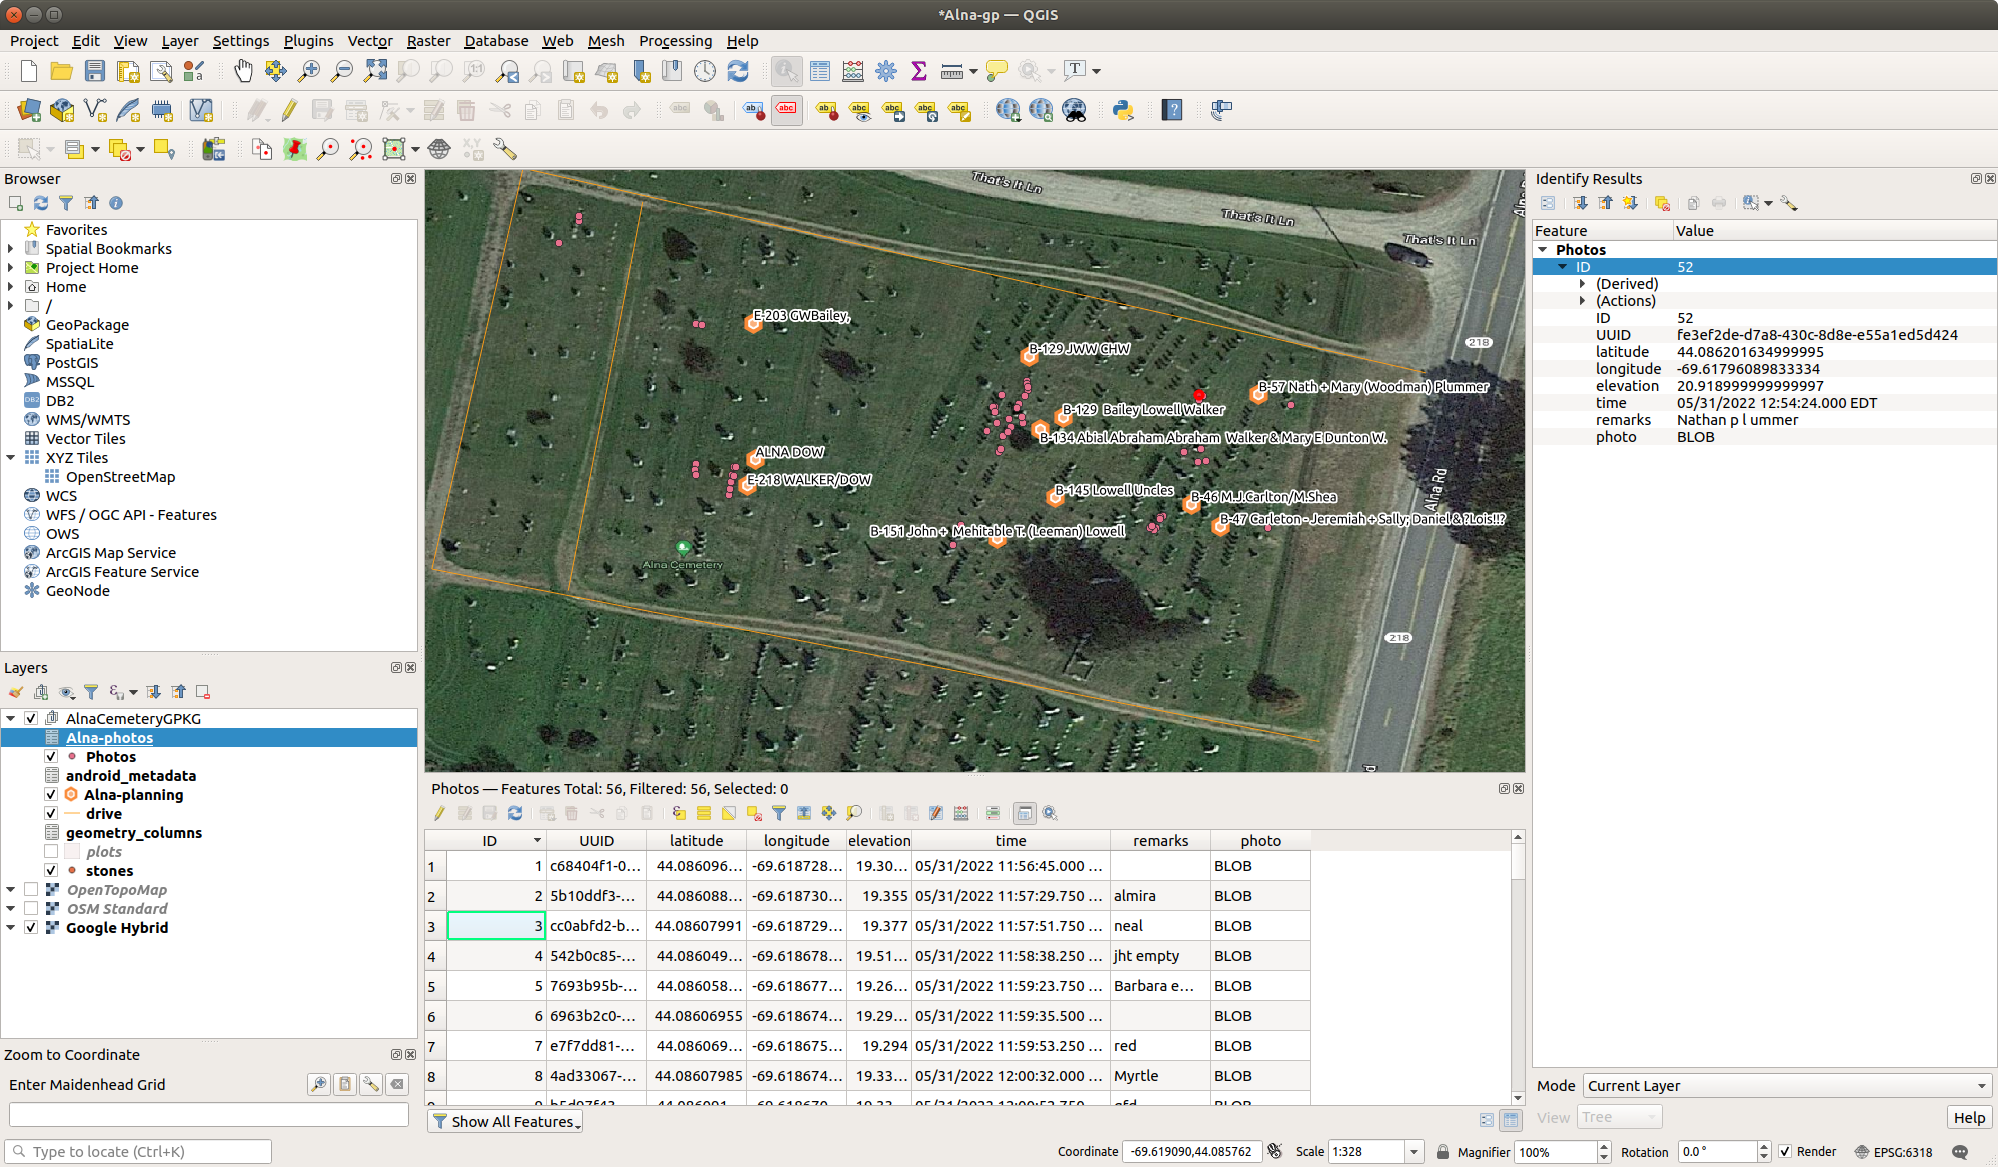 *Alna-gp — QGIS
Project Edit View Layer Settings Plugins Vector Raster Database Web Mesh Processing Help
Browser
Favorites
Spatial Bookmarks
Project Home
Home
/
GeoPackage
SpatiaLite
PostGIS
MSSQL
DB2
WMS/WMTS
Vector Tiles
XYZ Tiles
OpenStreetMap
WCS
WFS / OGC API - Features
OWS
ArcGIS Map Service
ArcGIS Feature Service
GeoNode
Layers
AlnaCemeteryGPKG
Alna-photos
Photos
android_metadata
Alna-planning
drive
geometry_columns
plots
stones
OpenTopoMap
OSM Standard
Google Hybrid
Zoom to Coordinate
Enter Maidenhead Grid
Type to locate (Ctrl+K)
That's It Ln
That's It Ln
That's It Ln
218
E-203 GWBailey,
B-129 JWW CHW
B-57 Nath + Mary (Woodman) Plummer
B-129 Bailey Lowell Walker
B-134 Abial Abraham Abraham Walker & Mary E Dunton W.
ALNA DOW
E-218 WALKER/DOW
B-145 Lowell Uncles
B-46 M.J.Carlton/M.Shea
B-47 Carleton - Jeremiah + Sally; Daniel & ?Lois!!?
B-151 John + Mehitable T. (Leeman) Lowell
Alna Cemetery
Alna Rd
218
Photos — Features Total: 56, Filtered: 56, Selected: 0
ID UUID latitude longitude elevation time remarks photo
1 1 c68404f1-0... 44.086096... -69.618728... 19.30... 05/31/2022 11:56:45.000 ... BLOB
2 2 5b10ddf3-... 44.086088... -69.618730... 19.355 05/31/2022 11:57:29.750 ... almira BLOB
3 3 cc0abfd2-b... 44.08607991 -69.618729... 19.377 05/31/2022 11:57:51.750 ... neal BLOB
4 4 542b0c85-... 44.086049... -69.618678... 19.51... 05/31/2022 11:58:38.250 ... jht empty BLOB
5 5 7693b95b-... 44.086058... -69.618677... 19.26... 05/31/2022 11:59:23.750 ... Barbara e... BLOB
6 6 6963b2c0-... 44.08606955 -69.618674... 19.29... 05/31/2022 11:59:35.500 ... BLOB
7 7 e7f7dd81-... 44.086069... -69.618675... 19.294 05/31/2022 11:59:53.250 ... red BLOB
8 8 4ad33067-... 44.08607985 -69.618674... 19.33... 05/31/2022 12:00:32.000 ... Myrtle BLOB
Show All Features
Identify Results
Feature Value
Photos
ID 52
(Derived)
(Actions)
ID 52
UUID fe3ef2de-d7a8-430c-8d8e-e55a1ed5d424
latitude 44.086201634999995
longitude -69.61796089833334
elevation 20.918999999999997
time 05/31/2022 12:54:24.000 EDT
remarks Nathan p l ummer
photo BLOB
Mode Current Layer
View Tree
Help
Coordinate -69.619090,44.085762 Scale 1:328 Magnifier 100% Rotation 0.0 ° Render EPSG:6318